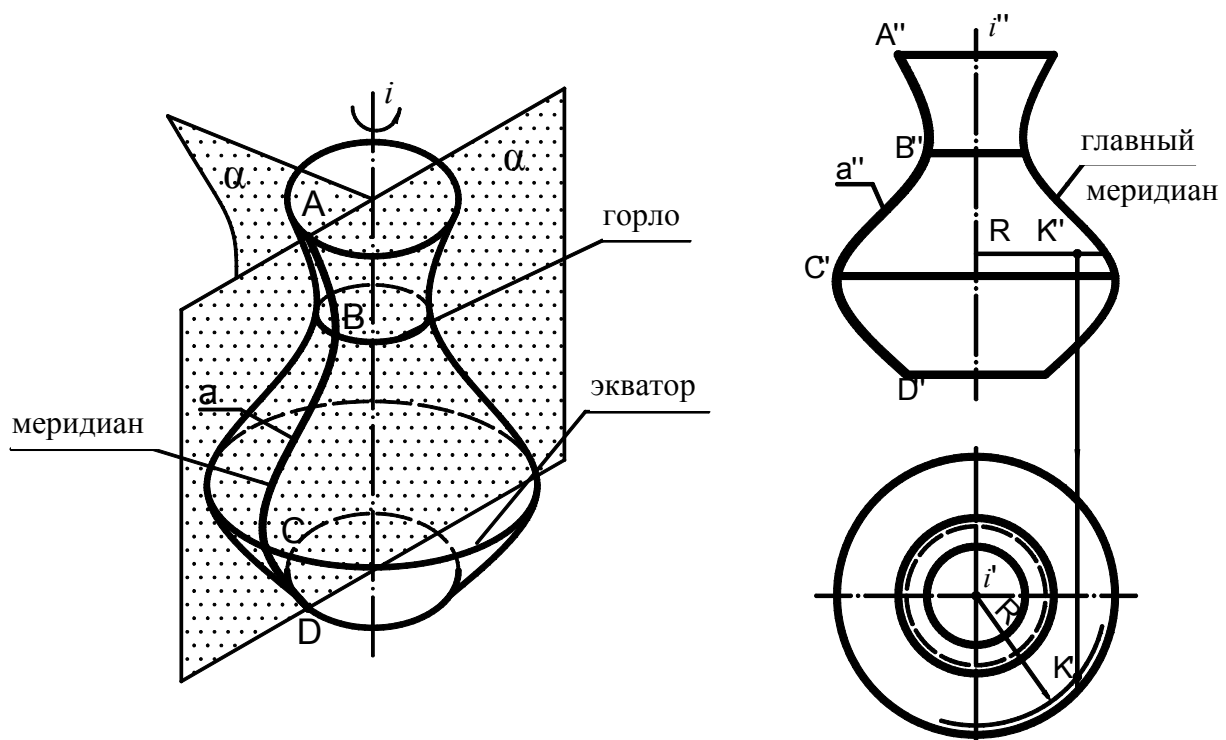 i
α
α
A
горло
B
экватор
a
меридиан
C
D
A"
i"
главный
меридиан
B"
a"
R K"
C"
D"
i'
R
K'